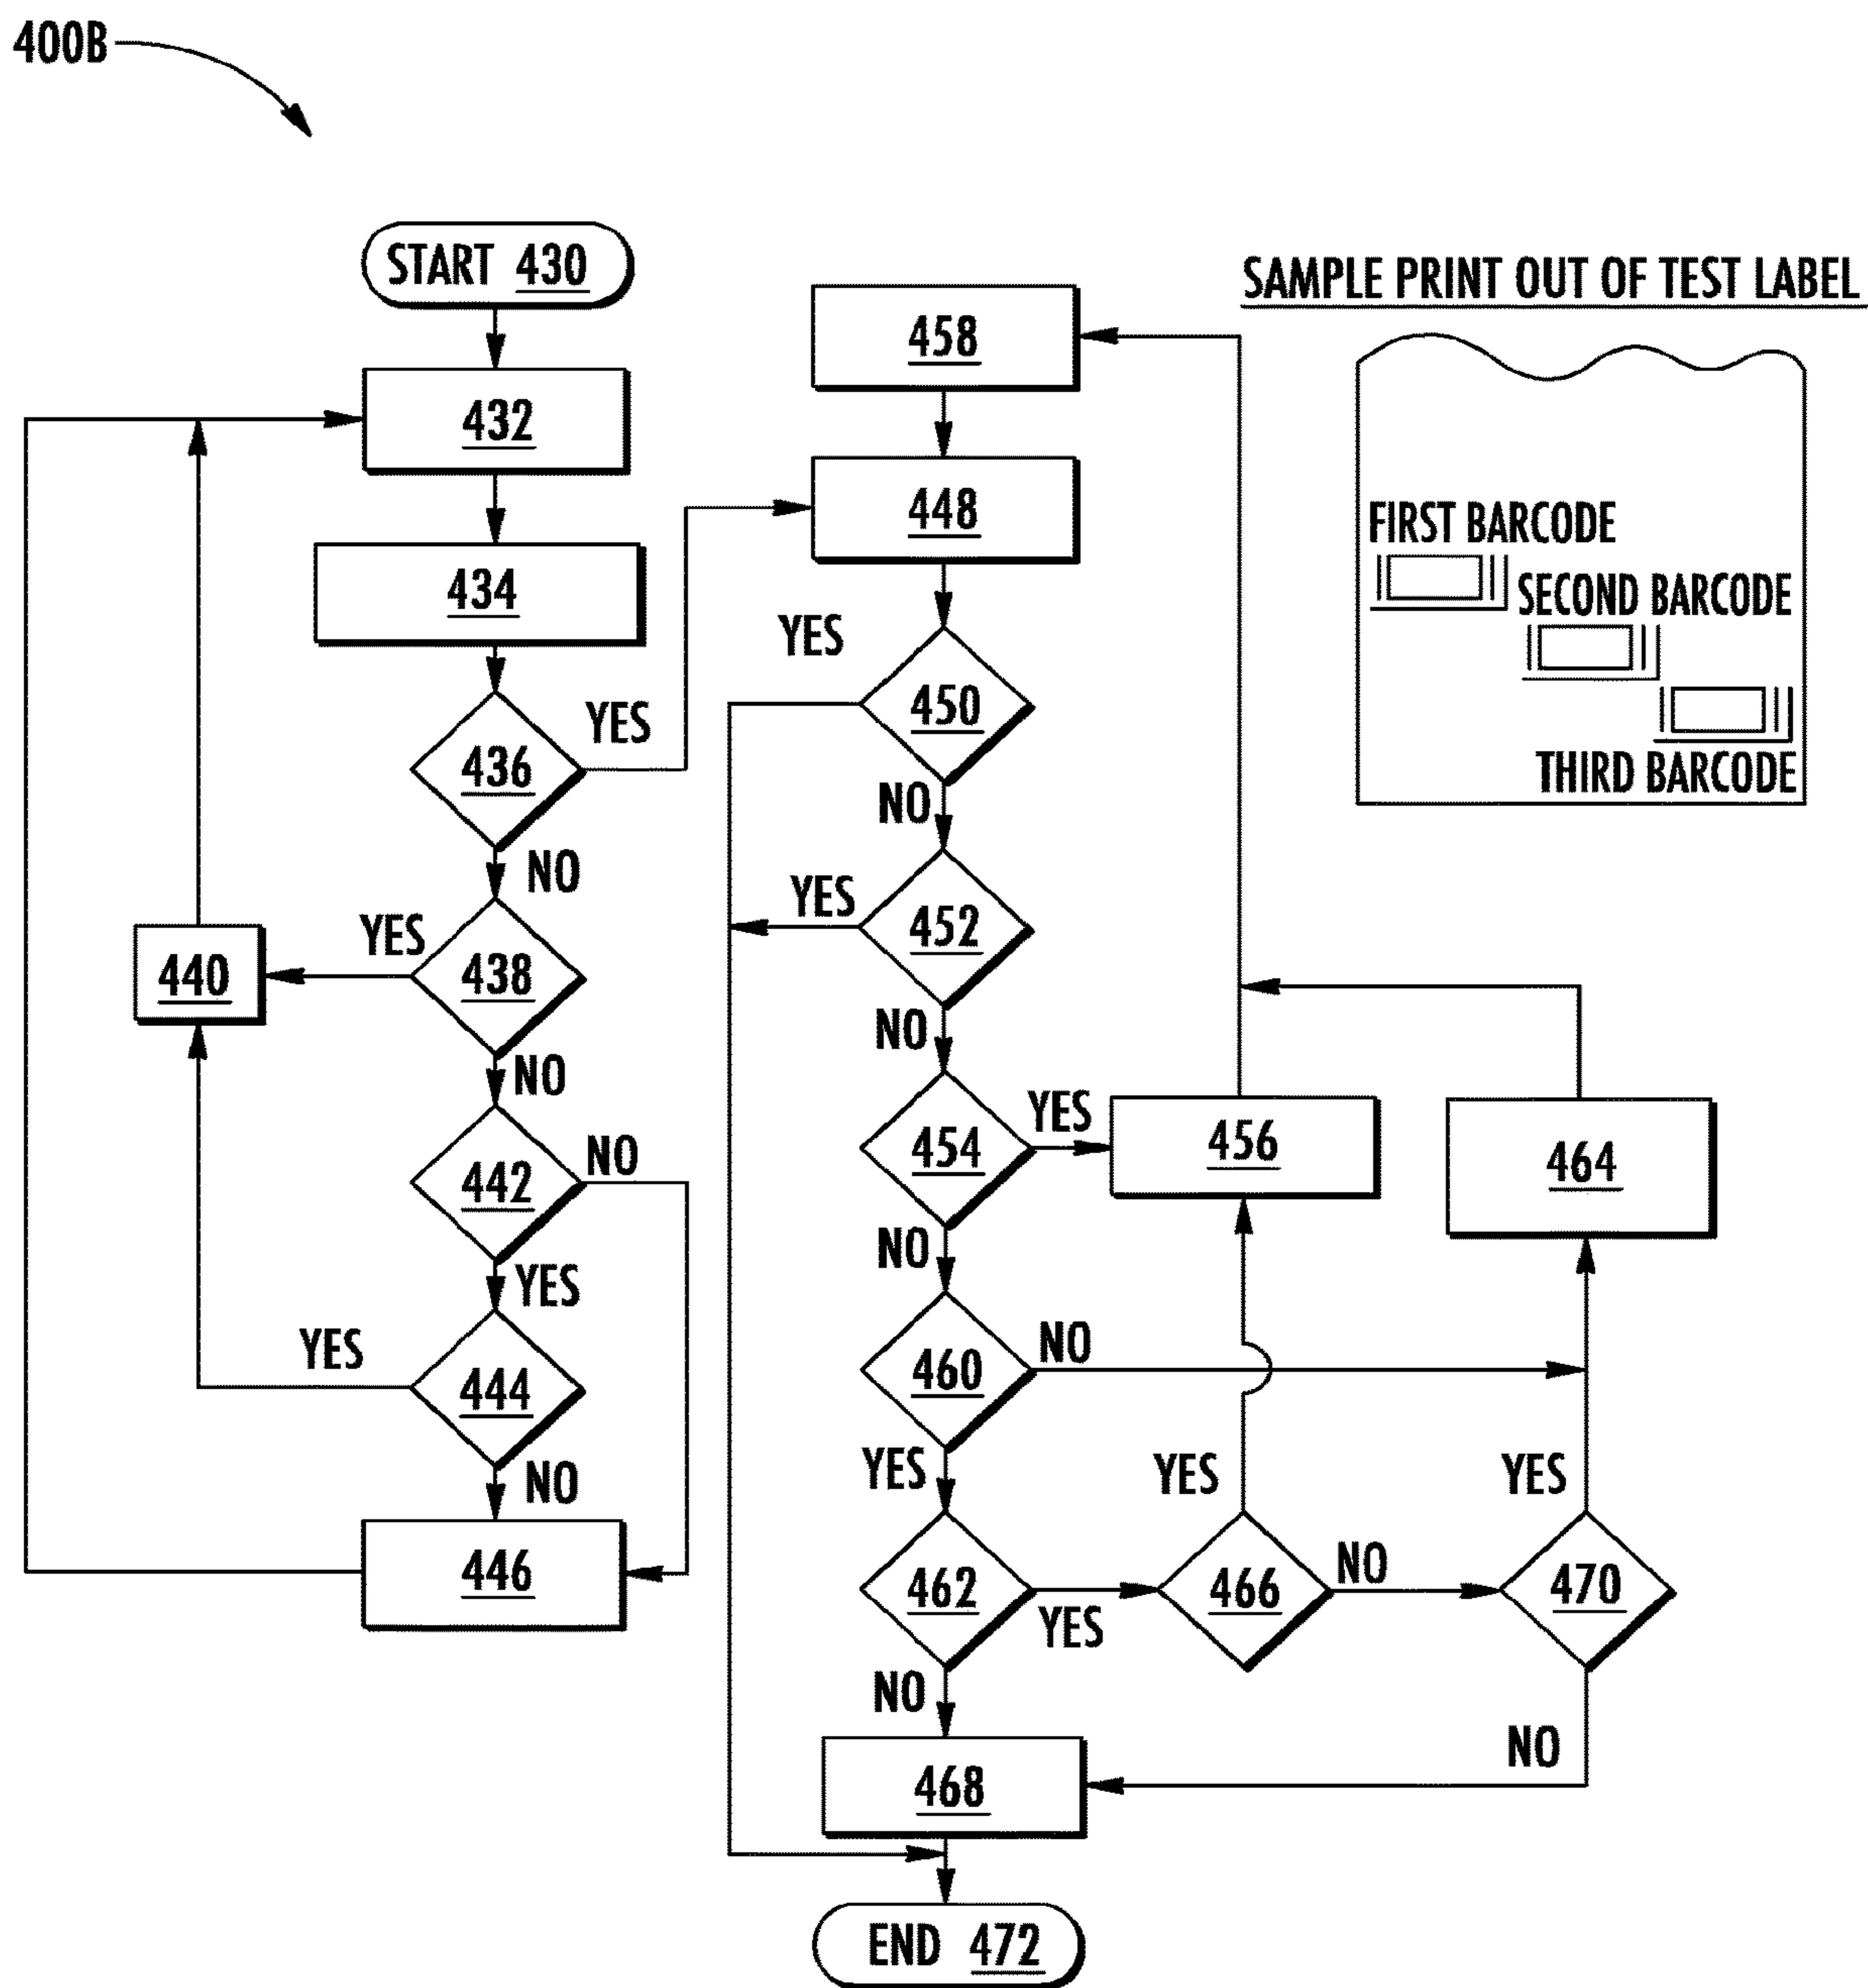 400B
START 430
432
434
436
YES
NO
438
YES
440
NO
442
NO
YES
444
YES
NO
446
458
448
YES
450
NO
YES
452
NO
454
YES
456
464
NO
460
NO
YES
YES
YES
462
YES
466
NO
470
NO
NO
468
END 472
SAMPLE PRINT OUT OF TEST LABEL
FIRST BARCODE
SECOND BARCODE
THIRD BARCODE